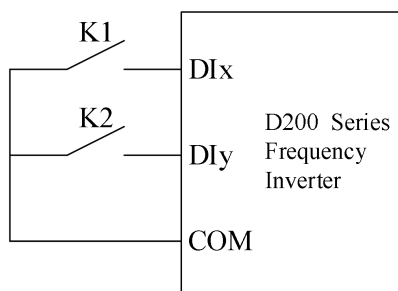 K1
DIx
K2
DIy
COM
D200 Series
Frequency
Inverter